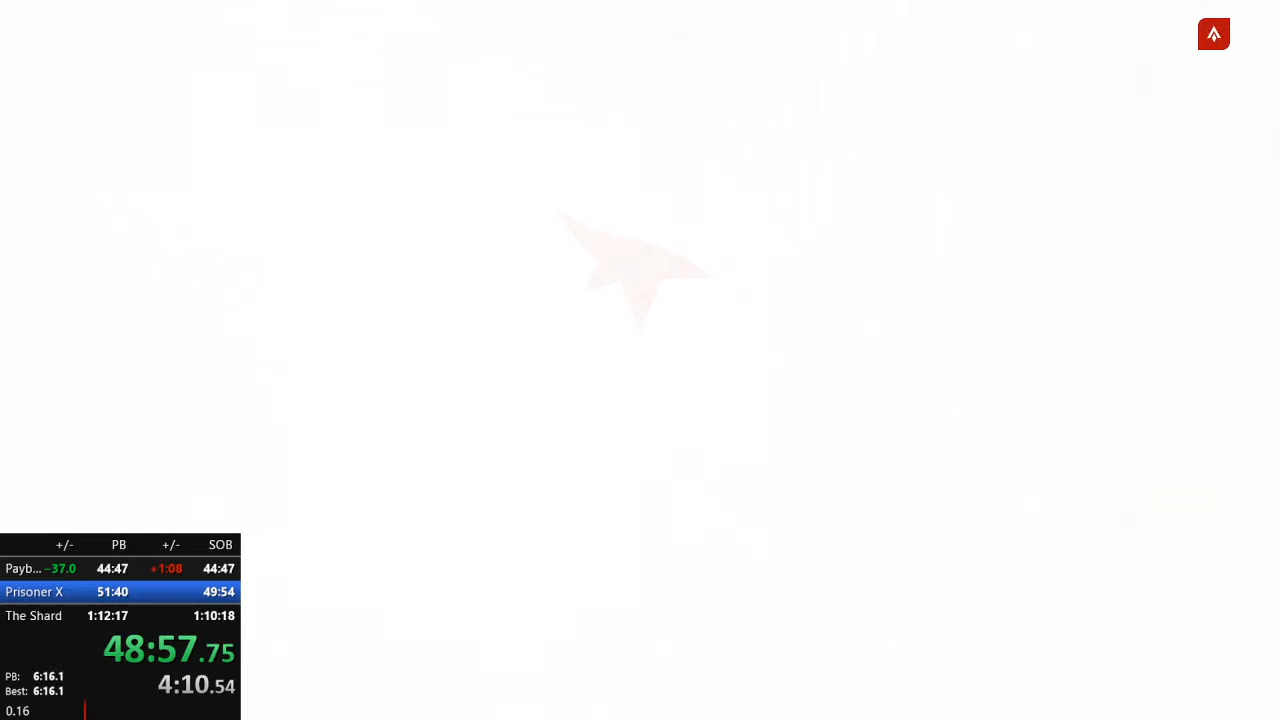 +/- PB +/- SOB
Payb... −37.0 44:47 +1:08 44:47
Prisoner X 51:40 49:54
The Shard 1:12:17 1:10:18
48:57.75
PB: 6:16.1
Best: 6:16.1
4:10.54
0.16